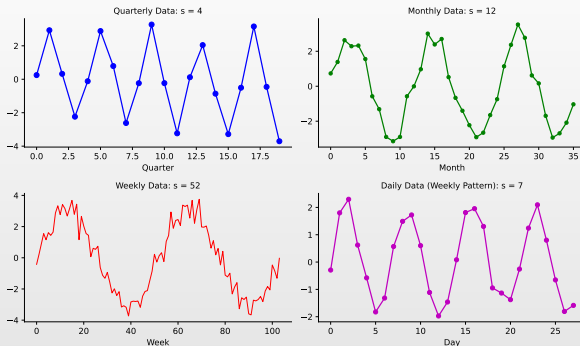 Quarterly Data: s = 4
2
0
−2
−4
0.0 2.5 5.0 7.5 10.0 12.5 15.0 17.5
Quarter
Monthly Data: s = 12
2
0
−2
0 5 10 15 20 25 30 35
Month
Weekly Data: s = 52
4
2
0
−2
−4
0 20 40 60 80 100
Week
Daily Data (Weekly Pattern): s = 7
2
1
0
−1
−2
0 5 10 15 20 25
Day